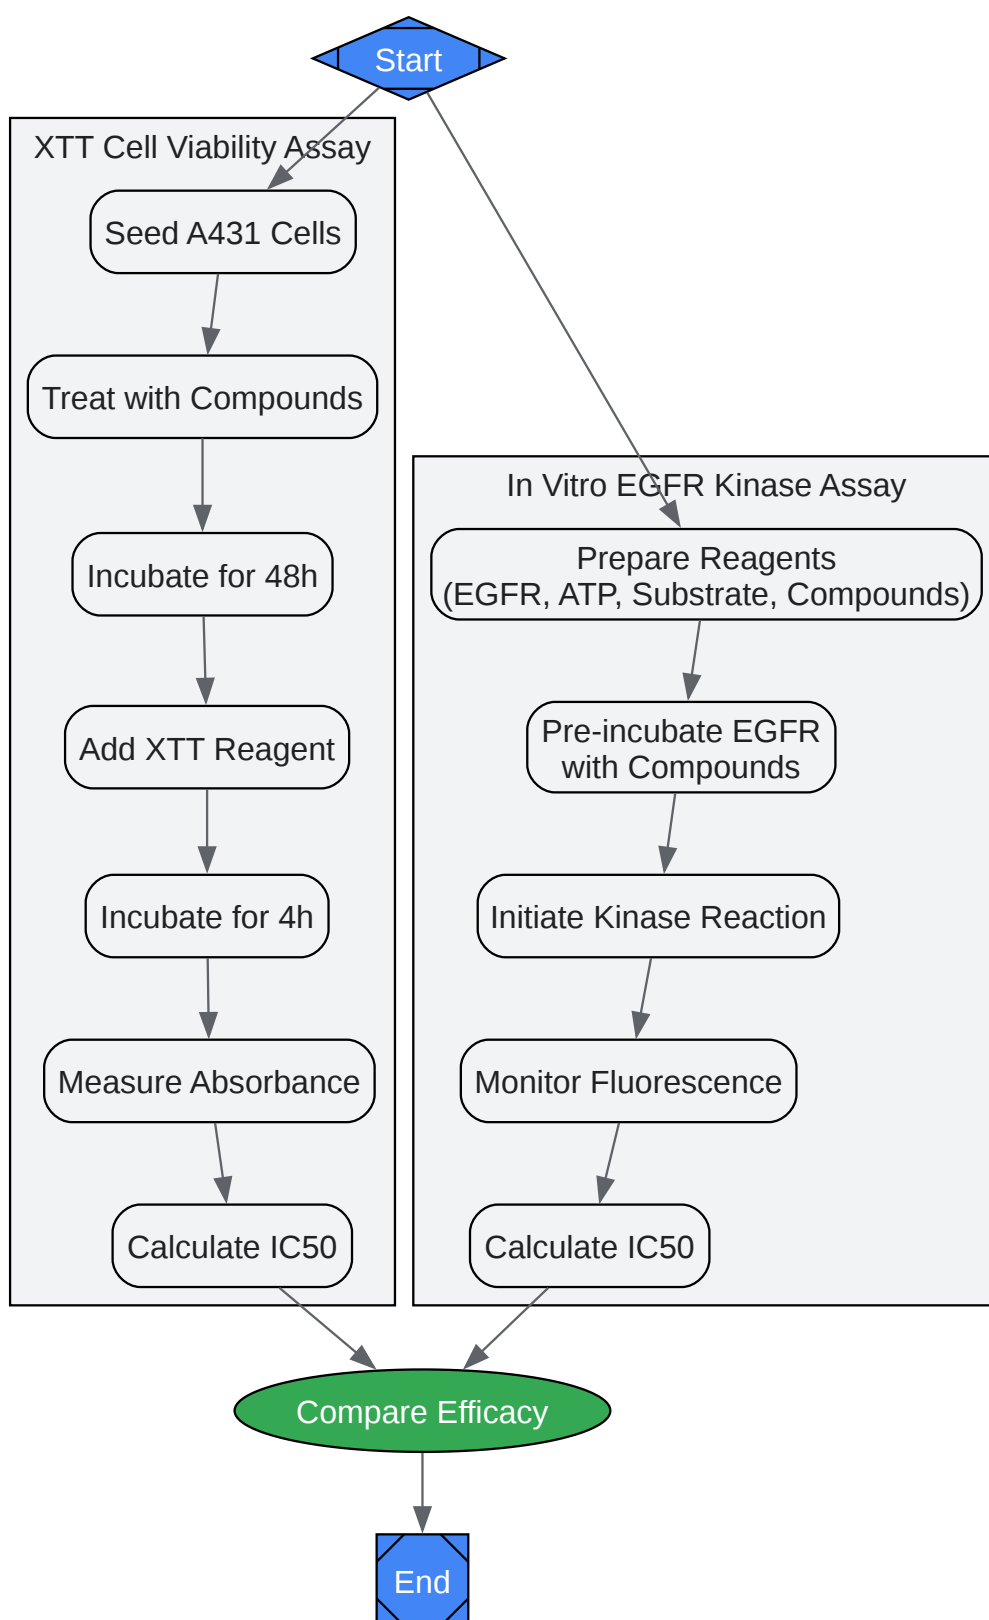 Start
XTT Cell Viability Assay
Seed A431 Cells
Treat with Compounds
Incubate for 48h
Add XTT Reagent
Incubate for 4h
Measure Absorbance
Calculate IC50
In Vitro EGFR Kinase Assay
Prepare Reagents
(EGFR, ATP, Substrate, Compounds)
Pre-incubate EGFR
with Compounds
Initiate Kinase Reaction
Monitor Fluorescence
Calculate IC50
Compare Efficacy
End